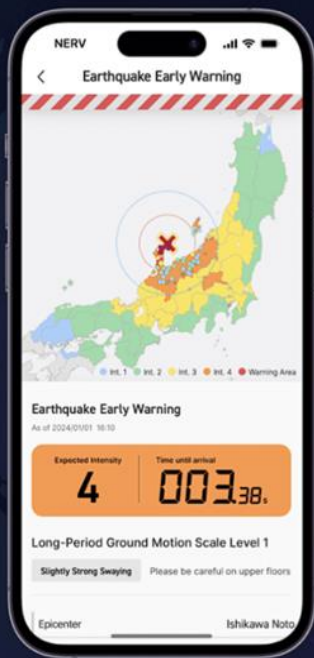 NERV
Earthquake Early Warning
Int. 1 Int. 2 Int. 3 Int. 4 Warning Area
Earthquake Early Warning
As of 2024/01/01 16:10
Expected Intensity Time until arrival
4 003.38s
Long-Period Ground Motion Scale Level 1
Slightly Strong Swaying Please be careful on upper floors
Epicenter Ishikawa Noto